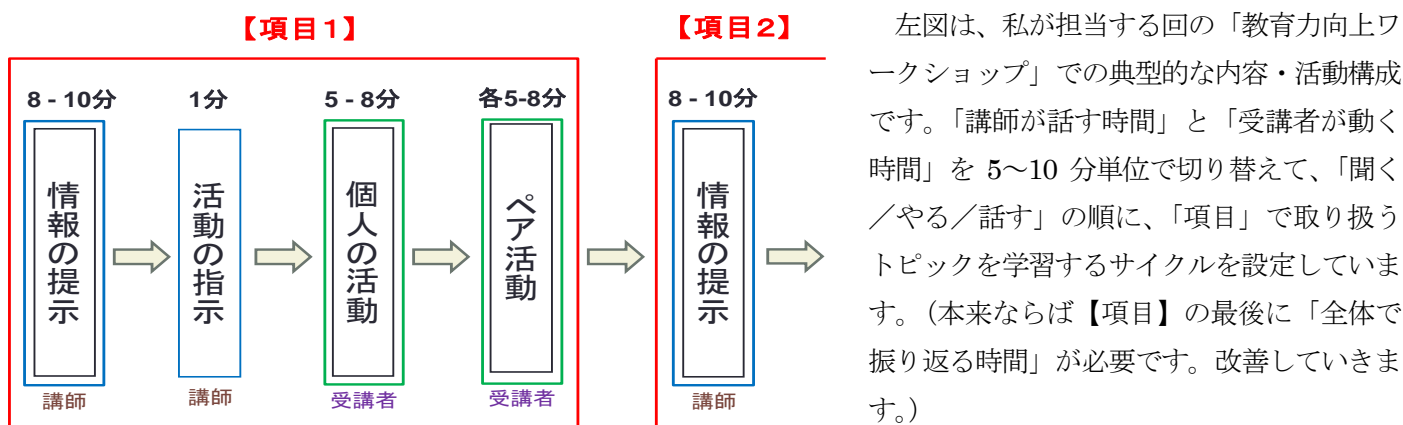 【項目1】
【項目2】
8 - 10分
1分
5 - 8分
各5-8分
8 - 10分
情報の提示
活動の指示
個人の活動
ペア活動
情報の提示
講師
講師
受講者
受講者
講師
左図は、私が担当する回の「教育力向上ワ
ークショップ」での典型的な内容・活動構成
です。「講師が話す時間」と「受講者が動く
時間」を 5～10 分単位で切り替えて、「聞く
／やる／話す」の順に、「項目」で取り扱う
トピックを学習するサイクルを設定していま
す。（本来ならば【項目】の最後に「全体で
振り返る時間」が必要です。改善していきま
す。）